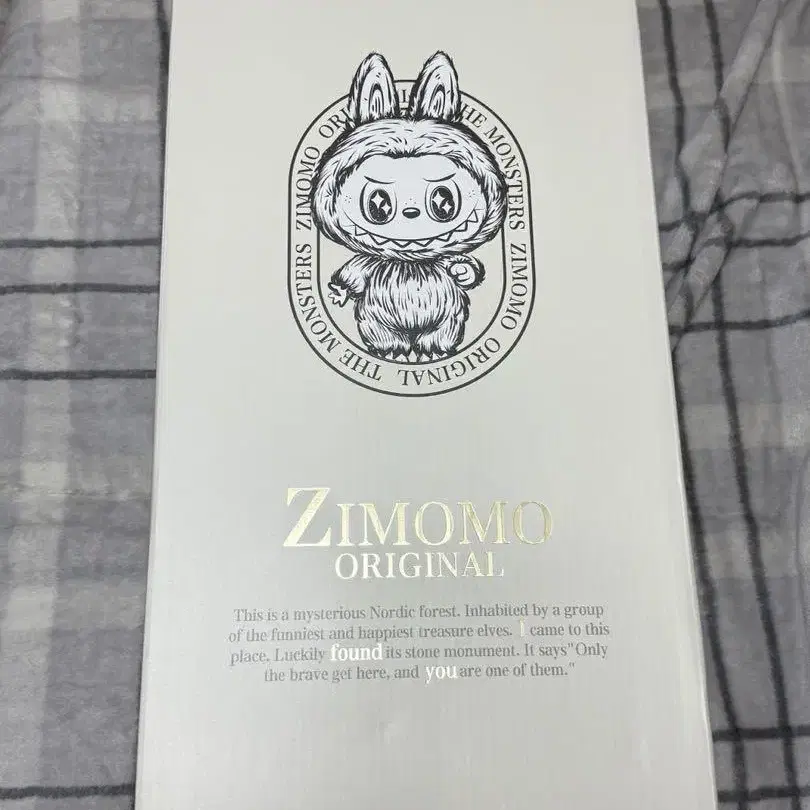 ZIMOMO ORI THE MONSTERS ZIMOMO ORIGINAL THE MONSTERS
ZIMOMO
ORIGINAL
This is a mysterious Nordic forest. Inhabited by a group
of the funniest and happiest treasure elves. I came to this
place, Luckily found its stone monument. It says"Only
the brave get here, and you are one of them."